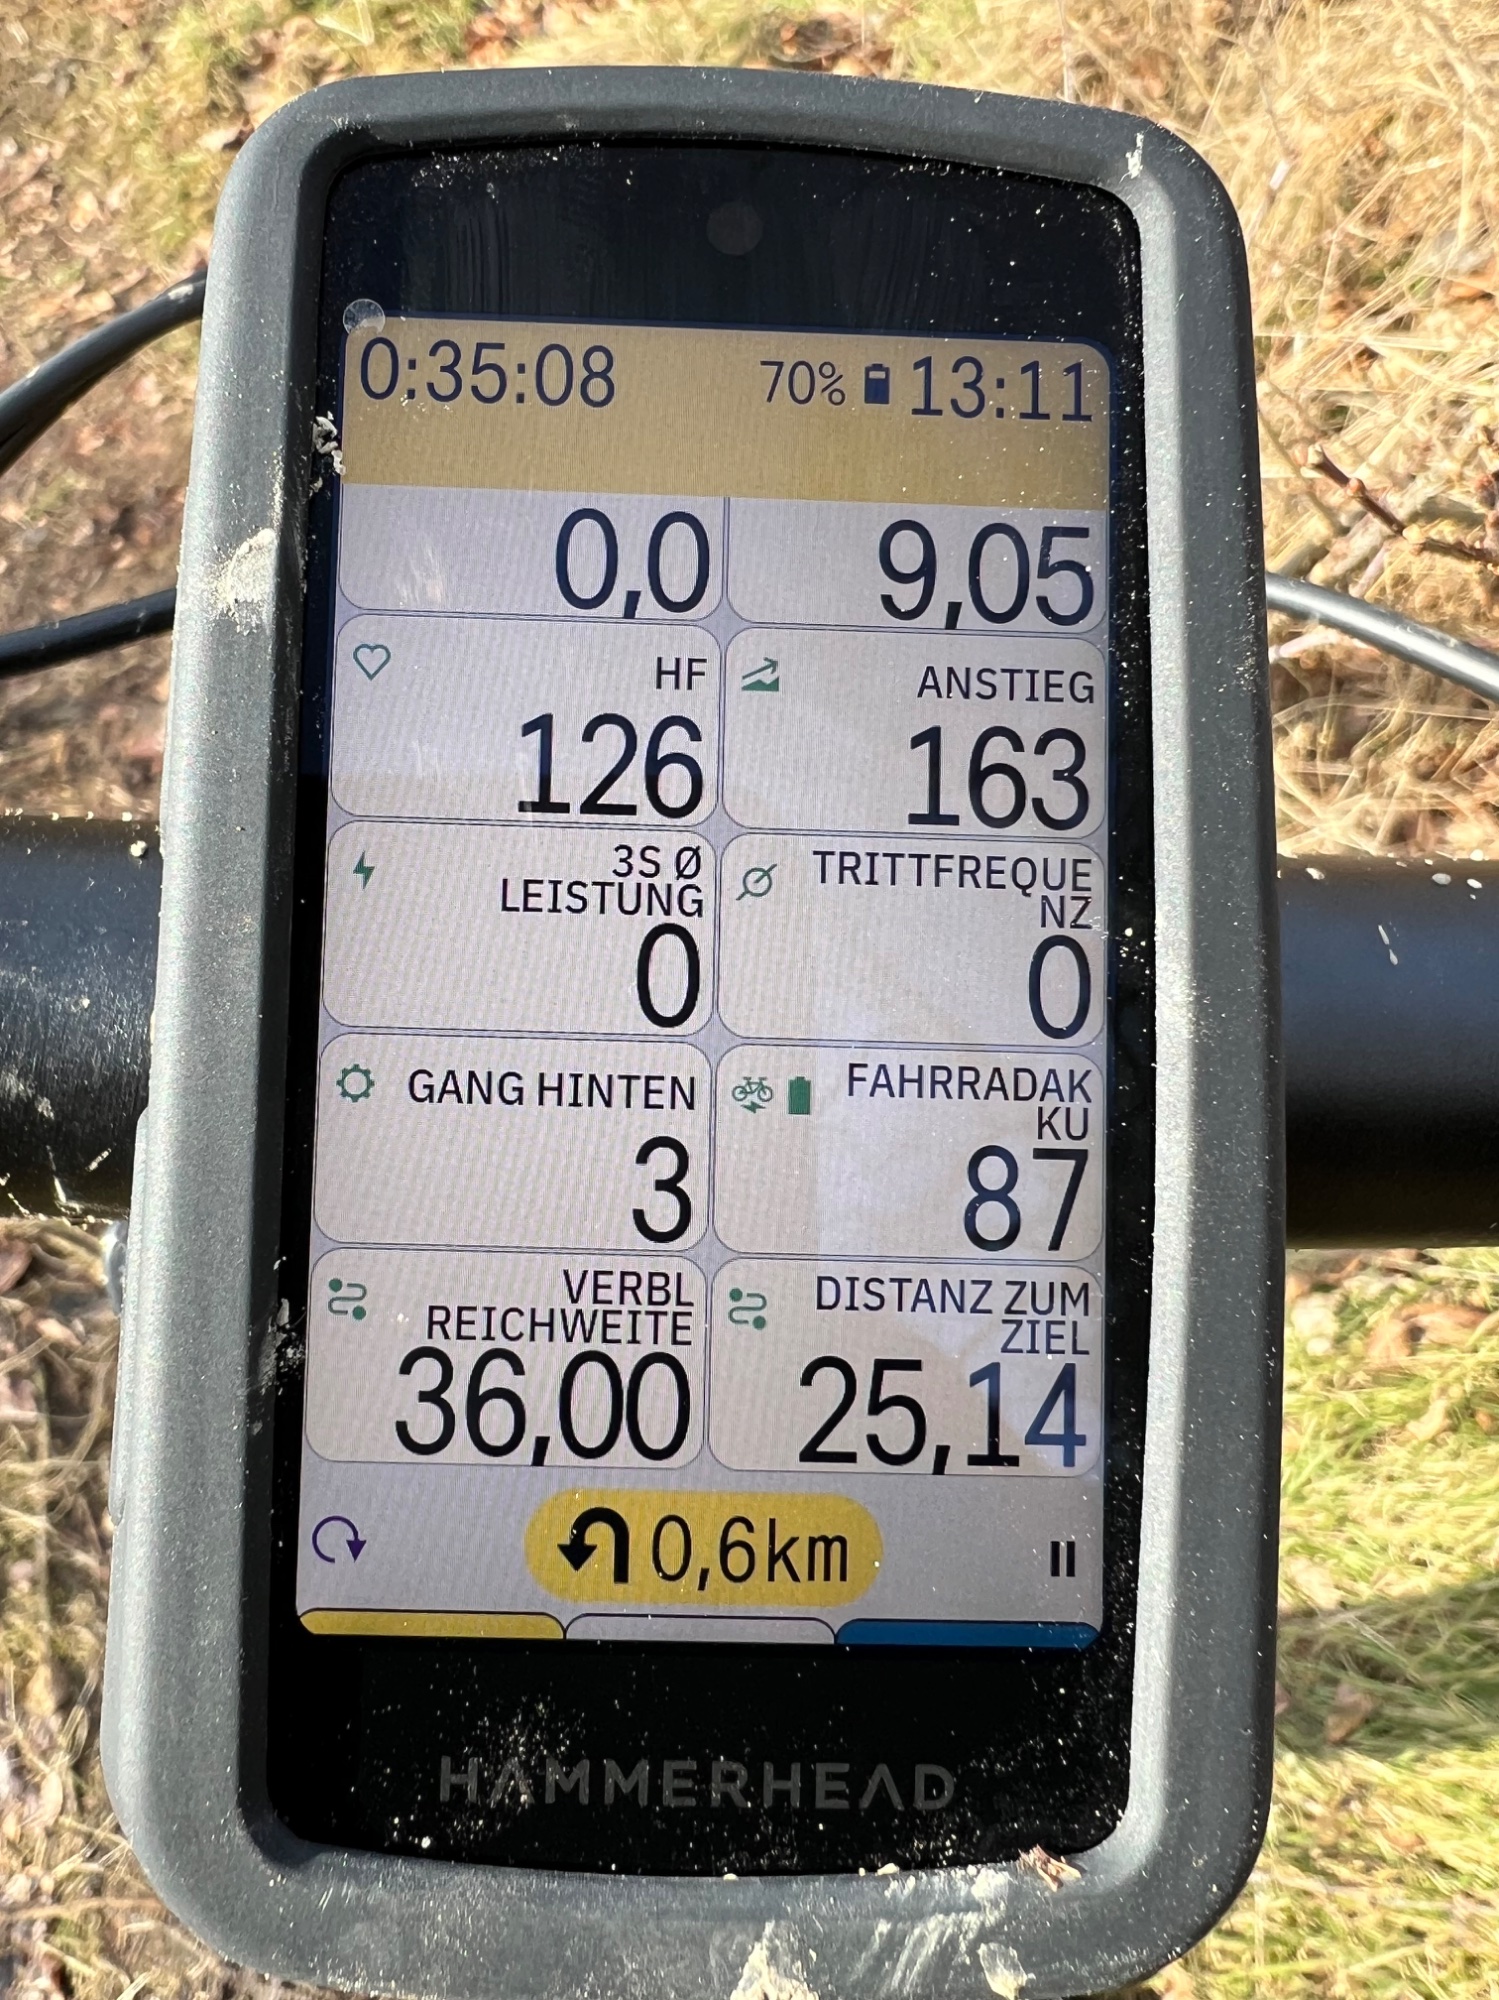 0:35:08 70% 13:11
0,0 9,05
HF
126
ANSTIEG
163
3S Ø
LEISTUNG
0
TRITTFREQUE
NZ
0
GANG HINTEN
3
FAHRRADAK
KU
87
VERBL
REICHWEITE
36,00
DISTANZ ZUM
ZIEL
25,14
0,6km
HAMMERHEAD